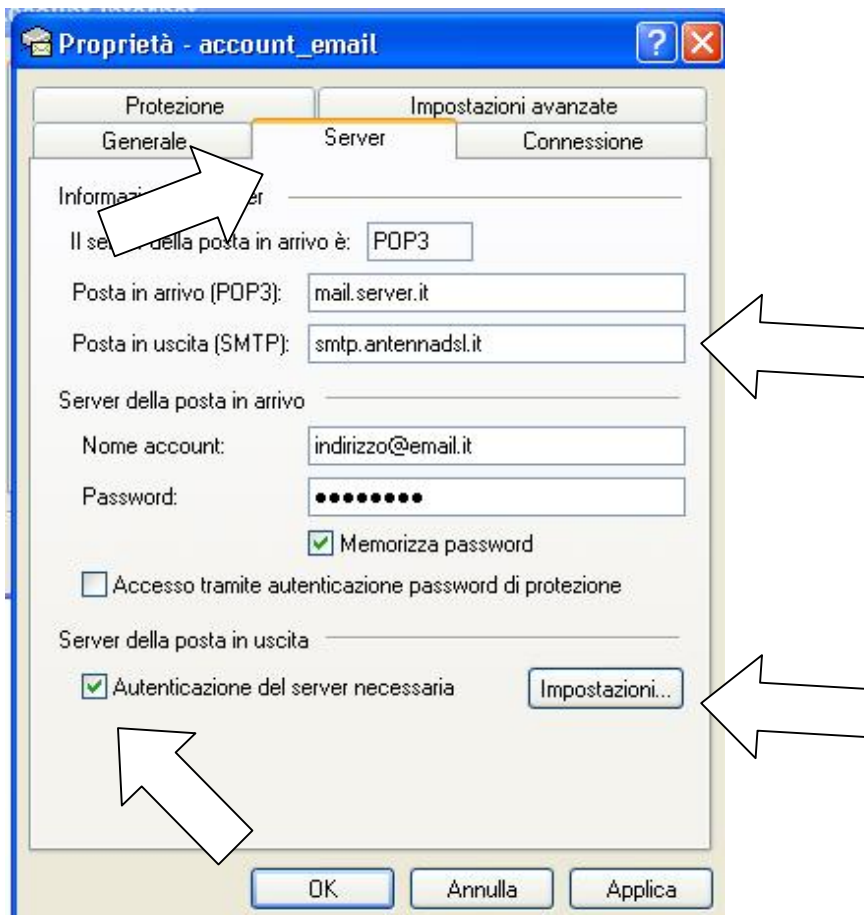 Proprietà - account_email
Protezione Impostazioni avanzate
Generale Server Connessione
Il della posta in arrivo è: POP3
Posta in arrivo (POP3): mail.server.it
Posta in uscita (SMTP): smtp.antennadsl.it
Server della posta in arrivo
Nome account: indirizzo@email.it
Password: ●●●●●●●●
Memorizza password
Accesso tramite autenticazione password di protezione
Server della posta in uscita
Autenticazione del server necessaria Impostazioni...
OK Annulla Applica